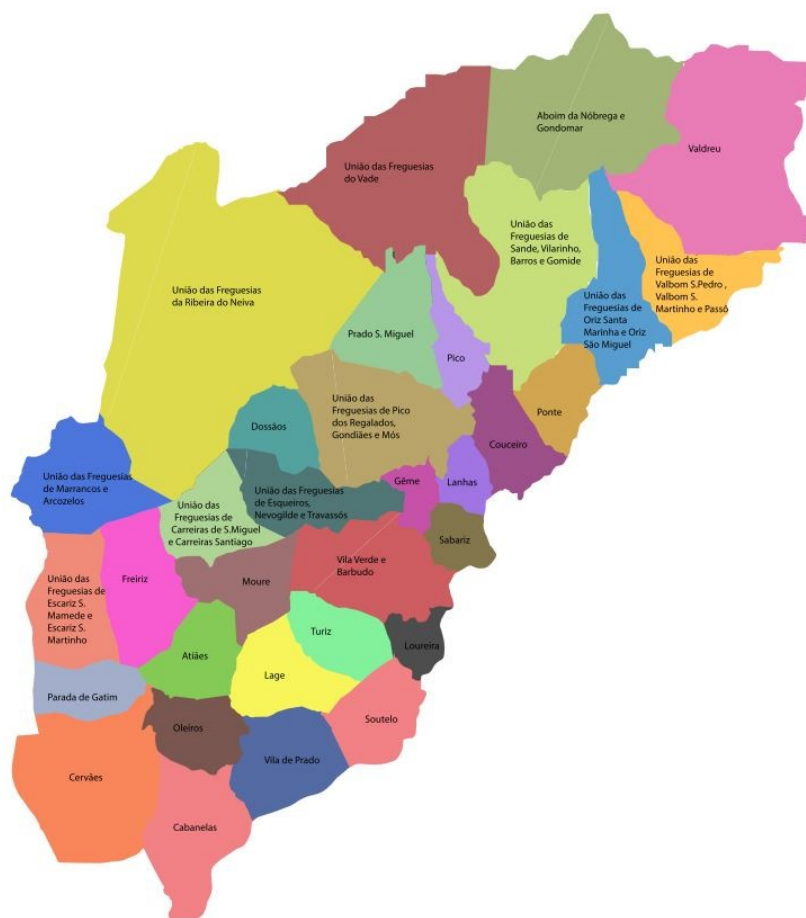 Aboim da Nóbrega e
Gondomar
Valdreu
União das Freguesias
do Vade
União das
Freguesias de
Sande, Vilarinho,
Barros e Gomide
União das
Freguesias de
Valbom S.Pedro ,
Valbom S.
Martinho e Passô
União das Freguesias
da Ribeira do Neiva
União das
Freguesias de
Oriz Santa
Marinha e Oriz
São Miguel
Prado S. Miguel
Pico
União das
Freguesias de Pico
dos Regalados,
Gondiães e Mós
Ponte
Dossãos
Couceiro
União das Freguesias
de Marrancos e
Arcozelos
Gême
Lanhas
União das Freguesias
de Esqueiros,
Nevogilde e Travassós
União das
Freguesias de
Carreiras de S.Miguel
e Carreiras Santiago
Sabariz
Vila Verde e
Barbudo
União das
Freguesias de
Escariz S.
Mamede e
Escariz S.
Martinho
Freiriz
Moure
Turiz
Loureira
Atiães
Lage
Parada de Gatim
Soutelo
Oleiros
Vila de Prado
Cervães
Cabanelas